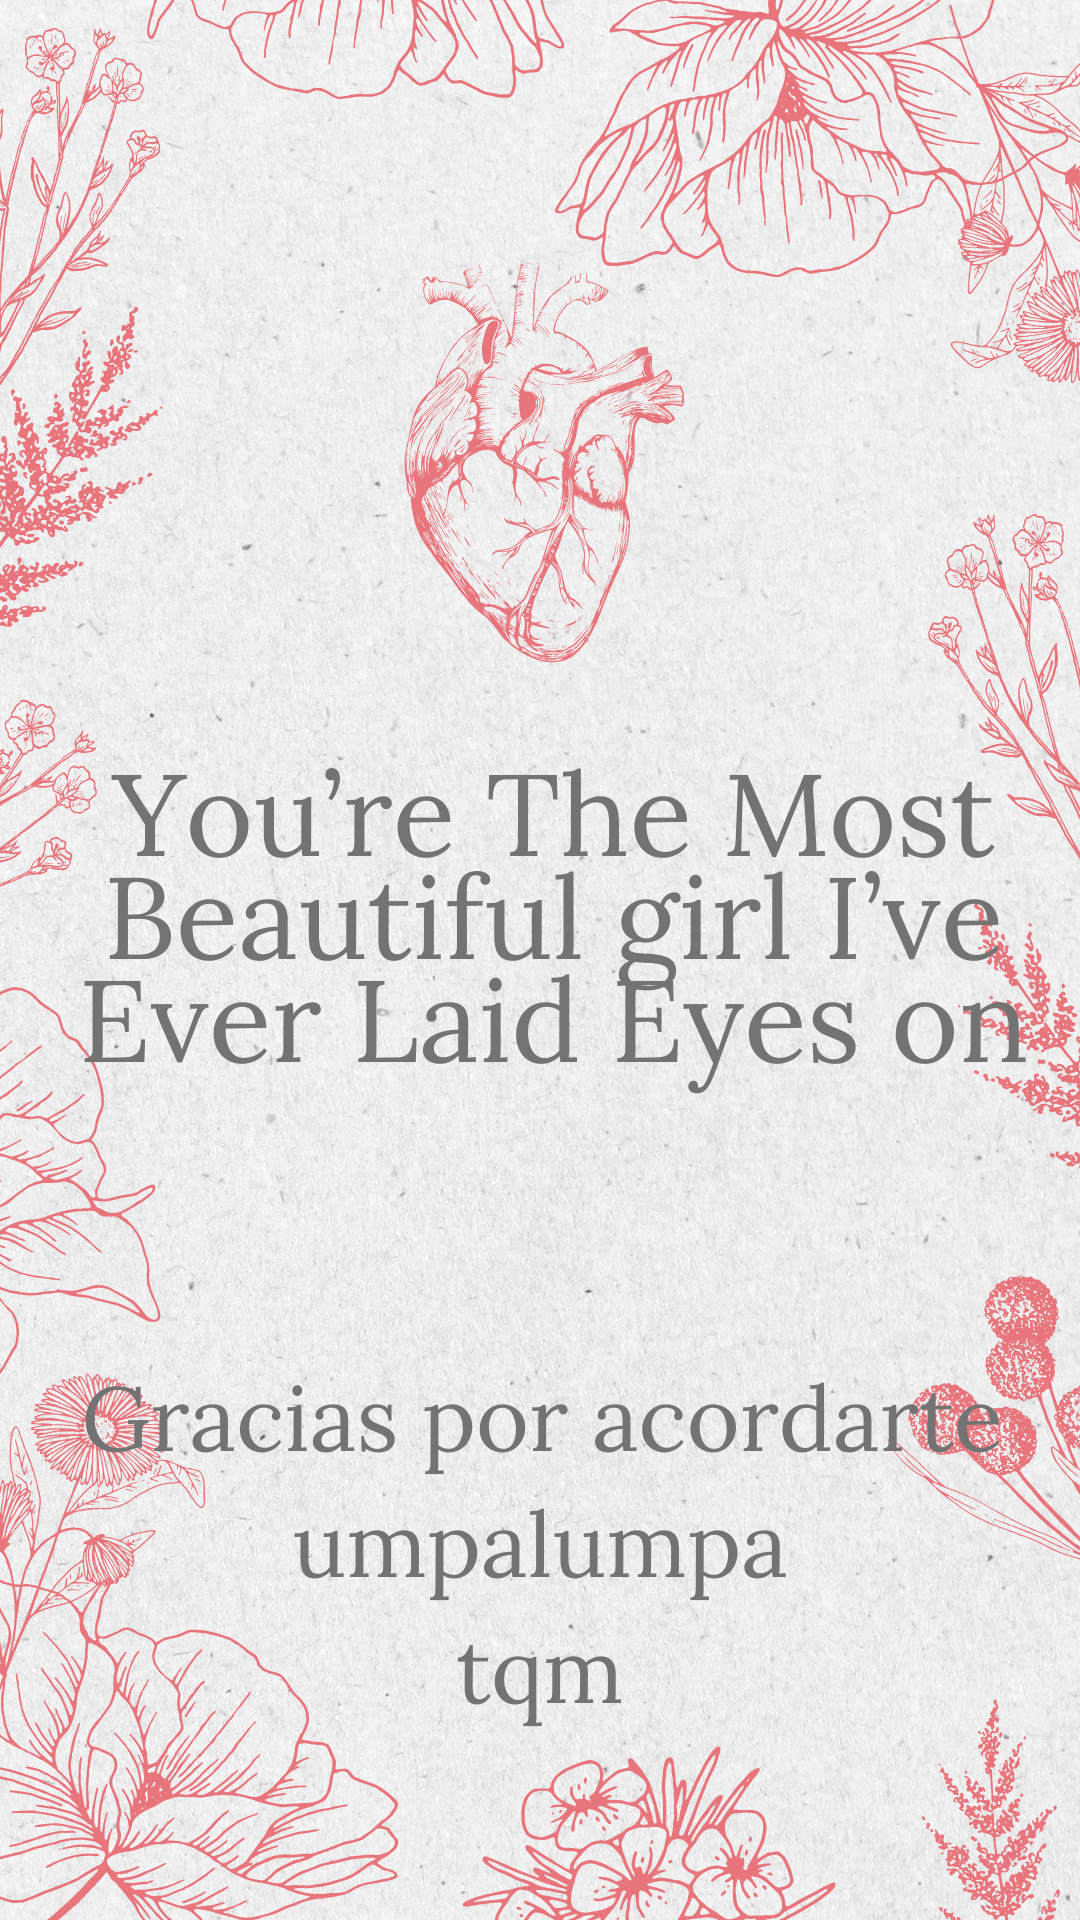 You’re The Most
Beautiful girl I’ve
Ever Laid Eyes on
Gracias por acordarte
umpalumpa
tqm